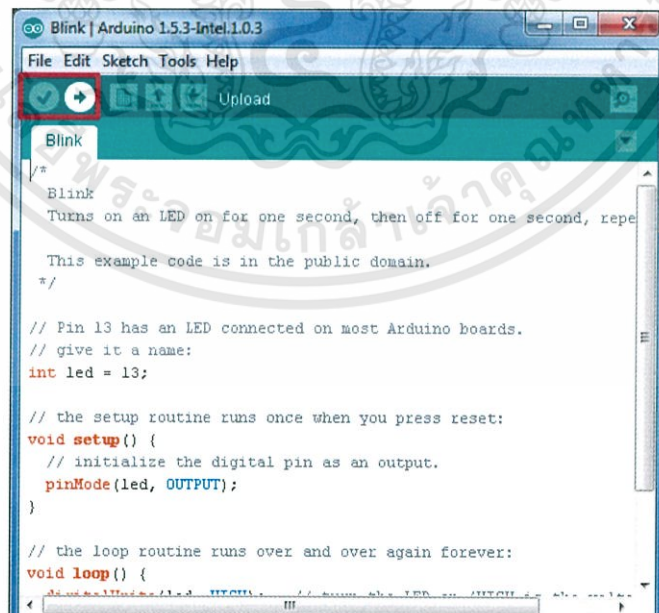 Blink | Arduino 1.5.3-Intel.1.0.3
File Edit Sketch Tools Help
Upload
Blink
/*
Blink
Turns on an LED on for one second, then off for one second, repe
This example code is in the public domain.
*/
// Pin 13 has an LED connected on most Arduino boards.
// give it a name:
int led = 13;
// the setup routine runs once when you press reset:
void setup() {
// initialize the digital pin as an output.
pinMode(led, OUTPUT);
}
// the loop routine runs over and over again forever:
void loop() {